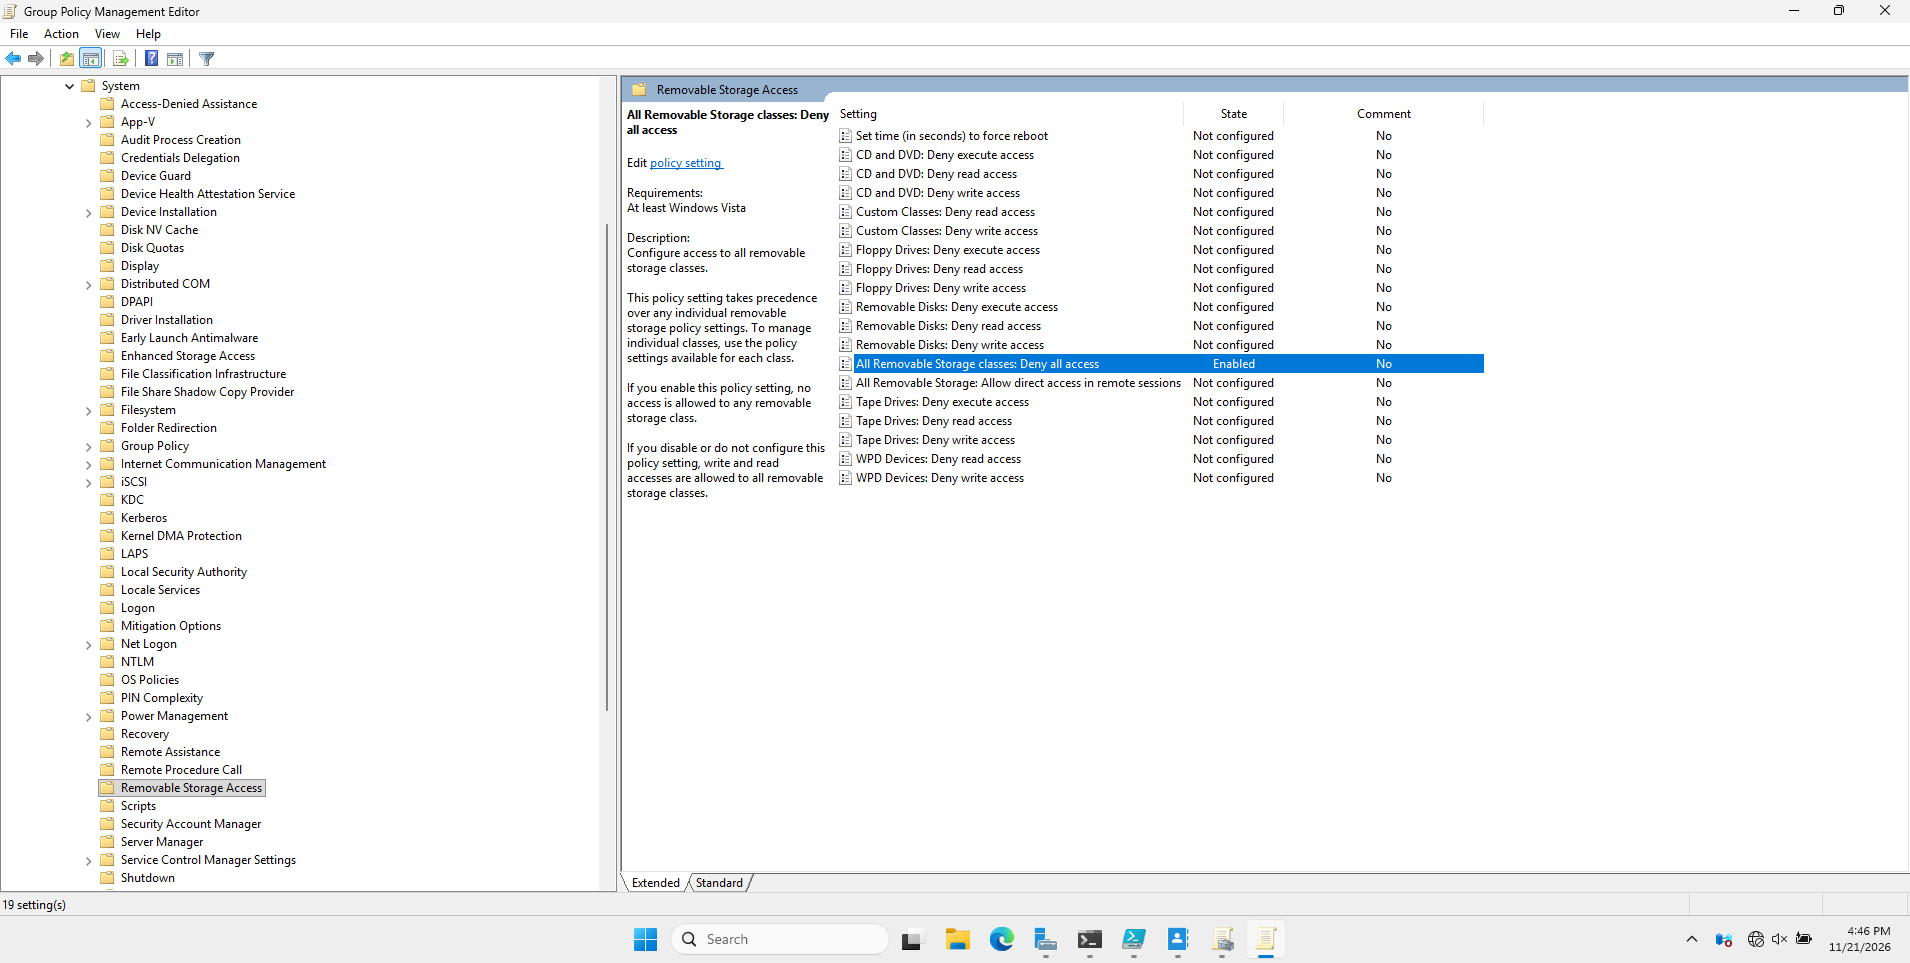 Group Policy Management Editor
File Action View Help
System
Access-Denied Assistance
App-V
Audit Process Creation
Credentials Delegation
Device Guard
Device Health Attestation Service
Device Installation
Disk NV Cache
Disk Quotas
Display
Distributed COM
DPAPI
Driver Installation
Early Launch Antimalware
Enhanced Storage Access
File Classification Infrastructure
File Share Shadow Copy Provider
Filesystem
Folder Redirection
Group Policy
Internet Communication Management
iSCSI
KDC
Kerberos
Kernel DMA Protection
LAPS
Local Security Authority
Locale Services
Logon
Mitigation Options
Net Logon
NTLM
OS Policies
PIN Complexity
Power Management
Recovery
Remote Assistance
Remote Procedure Call
Removable Storage Access
Scripts
Security Account Manager
Server Manager
Service Control Manager Settings
Shutdown
Removable Storage Access
All Removable Storage classes: Deny
all access
Edit policy setting
Requirements:
At least Windows Vista
Description:
Configure access to all removable
storage classes.
This policy setting takes precedence
over any individual removable
storage policy settings. To manage
individual classes, use the policy
settings available for each class.
If you enable this policy setting, no
access is allowed to any removable
storage class.
If you disable or do not configure this
policy setting, write and read
accesses are allowed to all removable
storage classes.
Setting State Comment
Set time (in seconds) to force reboot Not configured No
CD and DVD: Deny execute access Not configured No
CD and DVD: Deny read access Not configured No
CD and DVD: Deny write access Not configured No
Custom Classes: Deny read access Not configured No
Custom Classes: Deny write access Not configured No
Floppy Drives: Deny execute access Not configured No
Floppy Drives: Deny read access Not configured No
Floppy Drives: Deny write access Not configured No
Removable Disks: Deny execute access Not configured No
Removable Disks: Deny read access Not configured No
Removable Disks: Deny write access Not configured No
All Removable Storage classes: Deny all access Enabled No
All Removable Storage: Allow direct access in remote sessions Not configured No
Tape Drives: Deny execute access Not configured No
Tape Drives: Deny read access Not configured No
Tape Drives: Deny write access Not configured No
WPD Devices: Deny read access Not configured No
WPD Devices: Deny write access Not configured No
Extended Standard
19 setting(s)
Search
4:46 PM
11/21/2026